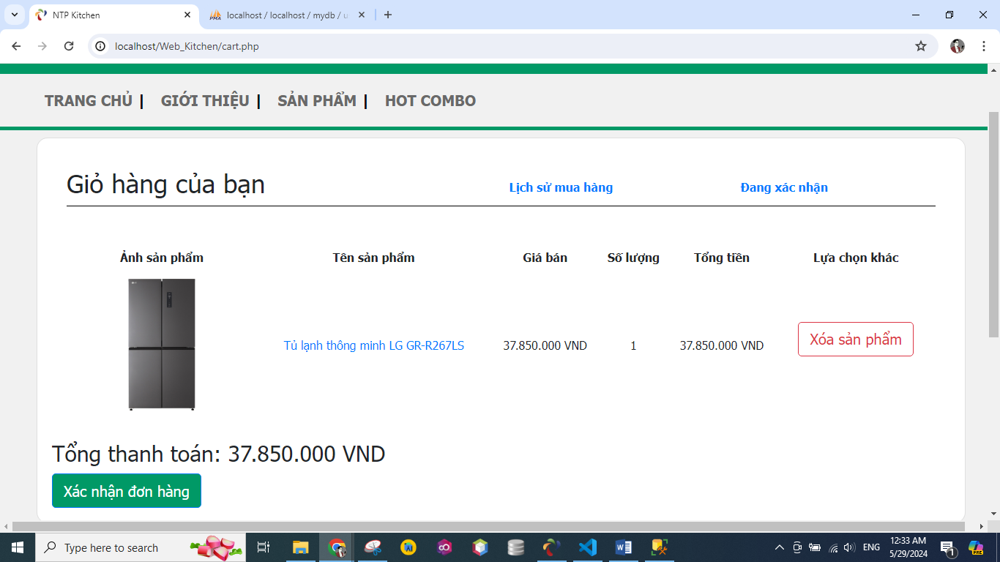 NTP Kitchen
localhost / localhost / mydb / u
localhost/Web_Kitchen/cart.php
TRANG CHỦ | GIỚI THIỆU | SẢN PHẨM | HOT COMBO
Giỏ hàng của bạn
Lịch sử mua hàng
Đang xác nhận
Ảnh sản phẩm Tên sản phẩm Giá bán Số lượng Tổng tiền Lựa chọn khác
Tủ lạnh thông minh LG GR-R267LS 37.850.000 VND 1 37.850.000 VND Xóa sản phẩm
Tổng thanh toán: 37.850.000 VND
Xác nhận đơn hàng
Type here to search
ENG
12:33 AM
5/29/2024
1
PRE